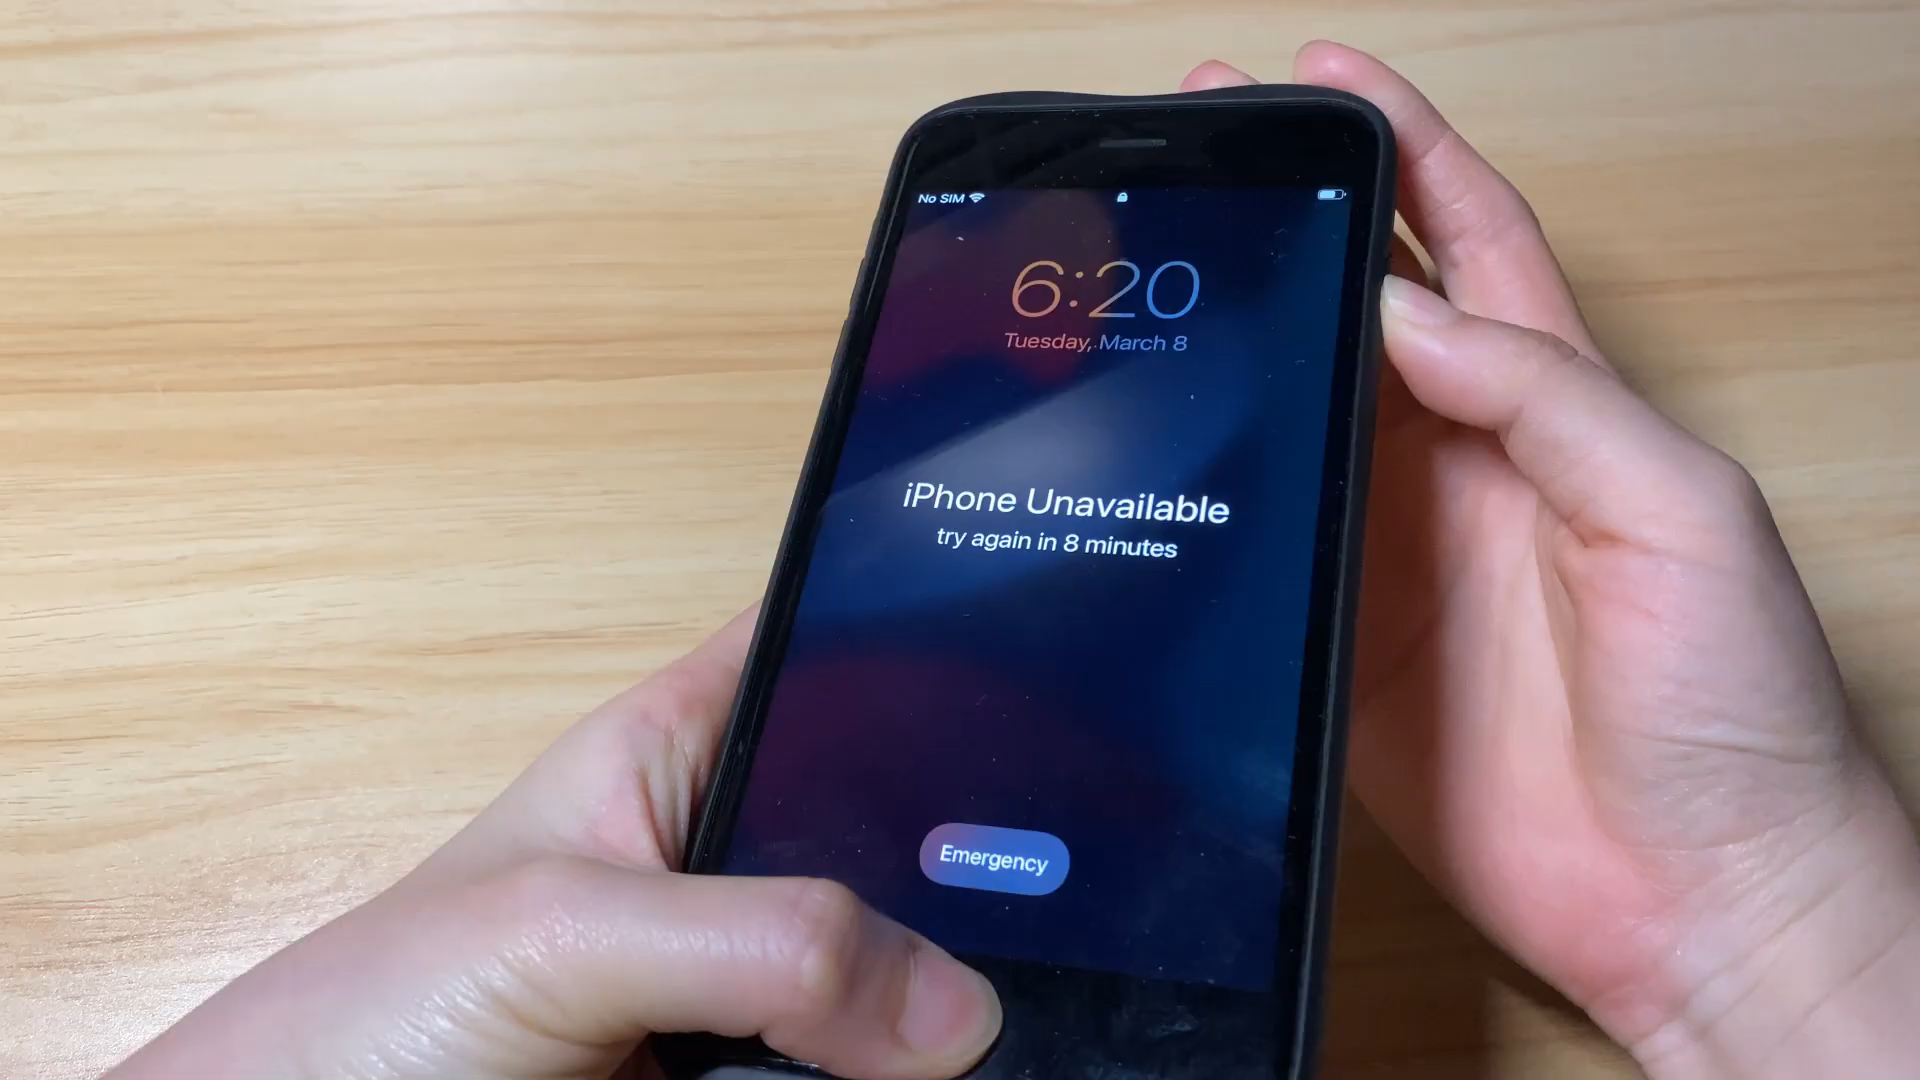 No SIM
6:20
Tuesday, March 8
iPhone Unavailable
try again in 8 minutes
Emergency